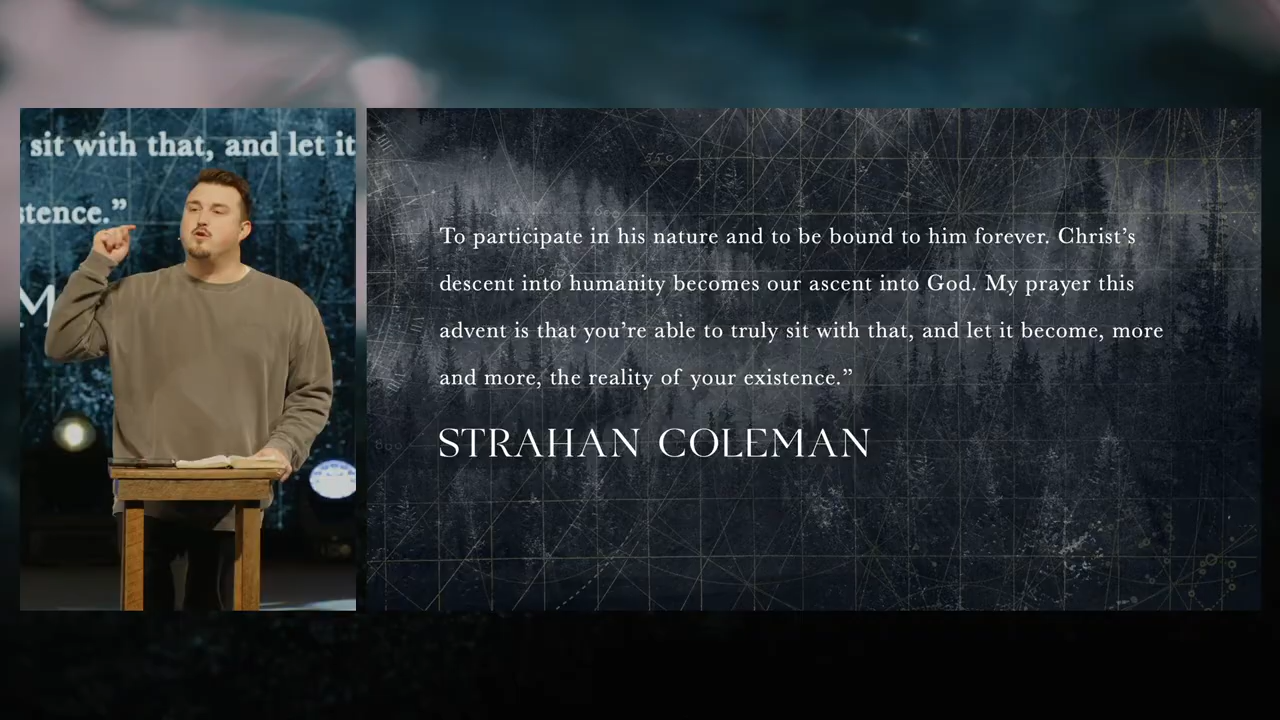 sit with that, and let it
stence.”
M
To participate in his nature and to be bound to him forever. Christ’s
descent into humanity becomes our ascent into God. My prayer this
advent is that you’re able to truly sit with that, and let it become, more
and more, the reality of your existence.”
STRAHAN COLEMAN
550